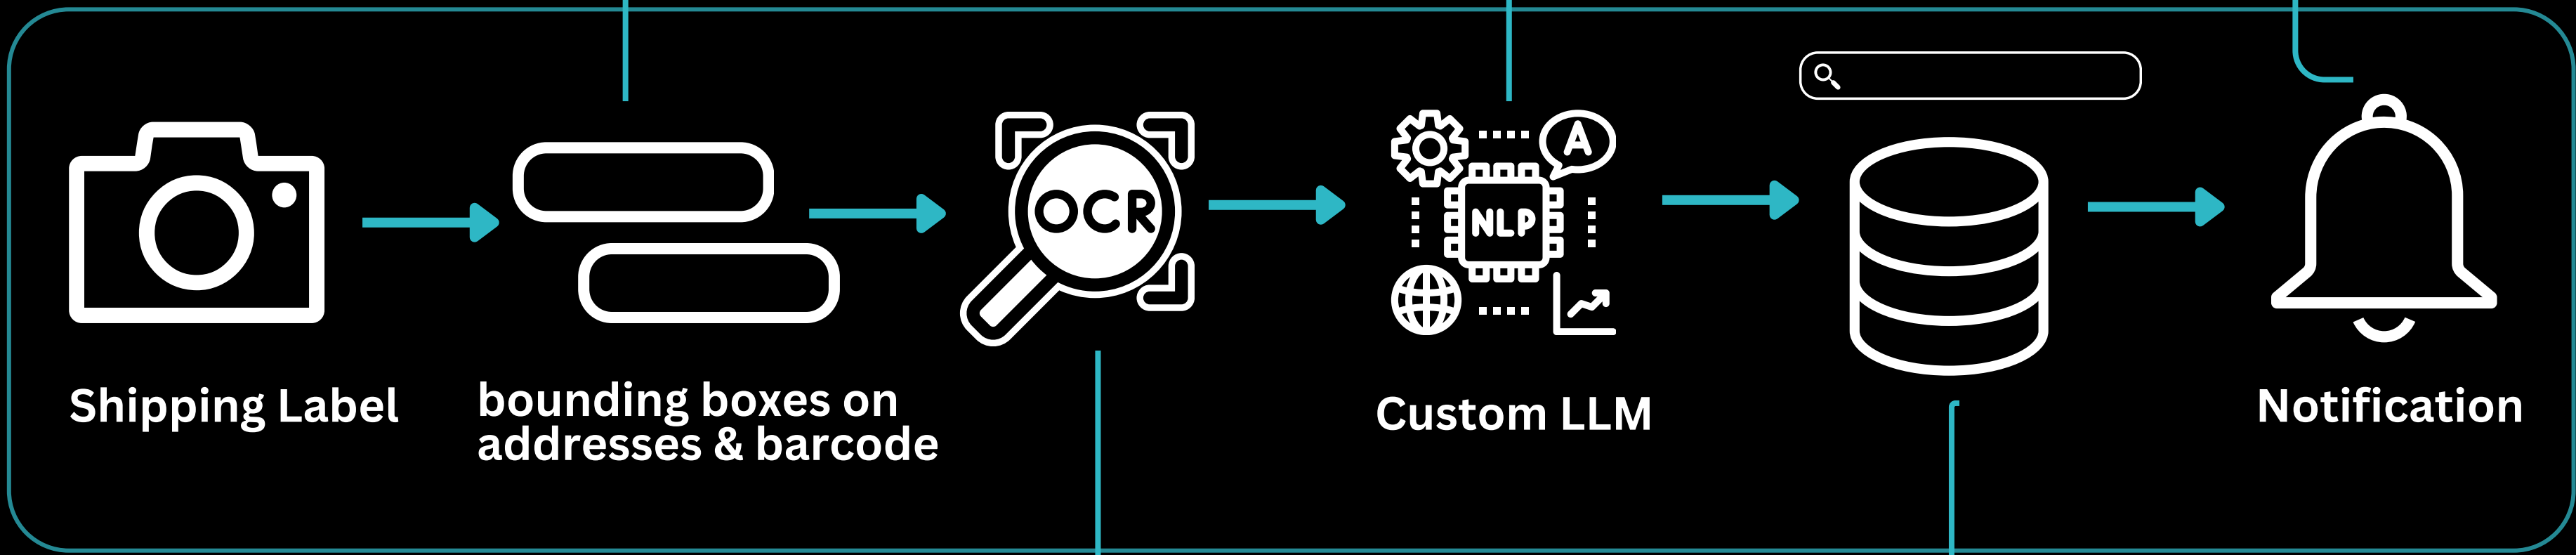 OCR
A
NLP
Shipping Label
bounding boxes on
addresses & barcode
Custom LLM
Notification